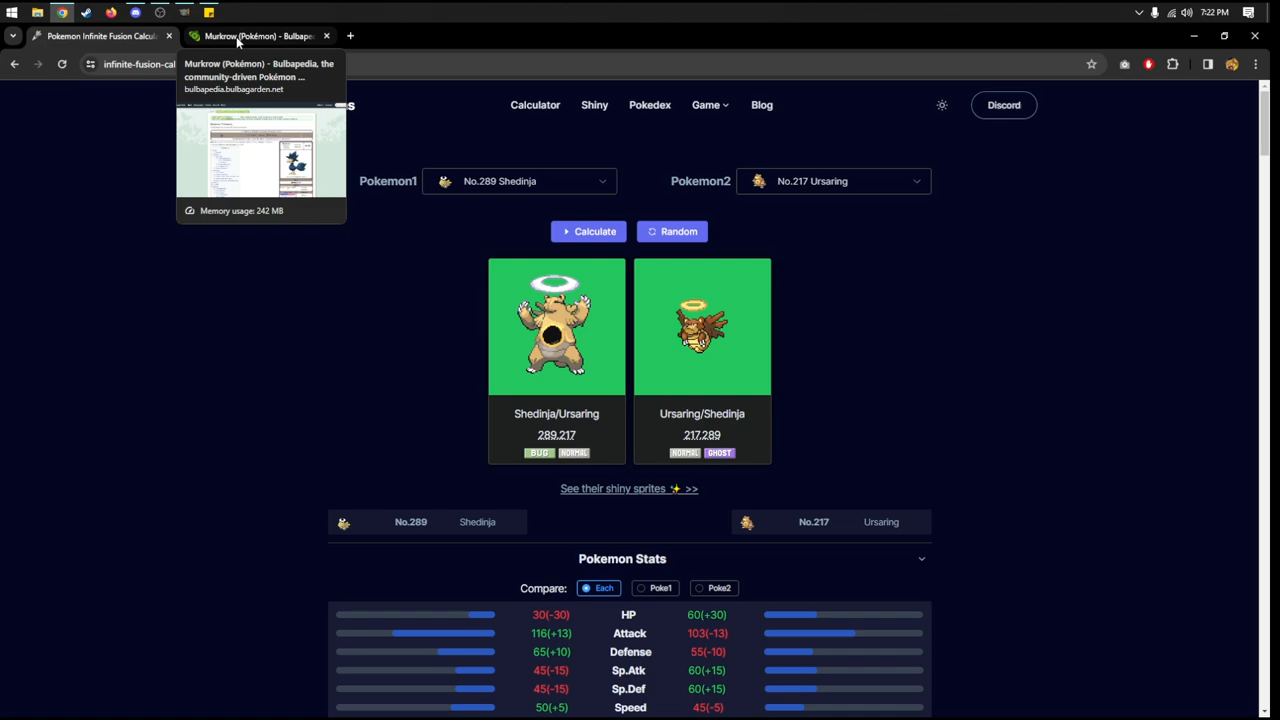 7:22 PM
Pokemon Infinite Fusion Calcul
Murkrow (Pokémon) - Bulbape
infinite-fusion-cal
Murkrow (Pokémon) - Bulbapedia, the
community-driven Pokémon ...
bulbapedia.bulbagarden.net
Memory usage: 242 MB
Calculator Shiny Pokedex Game Blog Discord
Pokemon1 No. Shedinja No.217 Ursaring
Calculate Random
Shedinja/Ursaring Ursaring/Shedinja
289.217 217.289
BUG NORMAL NORMAL GHOST
See their shiny sprites ✨ >>
No.289 Shedinja No.217 Ursaring
Pokemon Stats
Compare: Each Poke1 Poke2
30(-30) HP 60(+30)
116(+13) Attack 103(-13)
65(+10) Defense 55(-10)
45(-15) Sp.Atk 60(+15)
45(-15) Sp.Def 60(+15)
50(+5) Speed 45(-5)